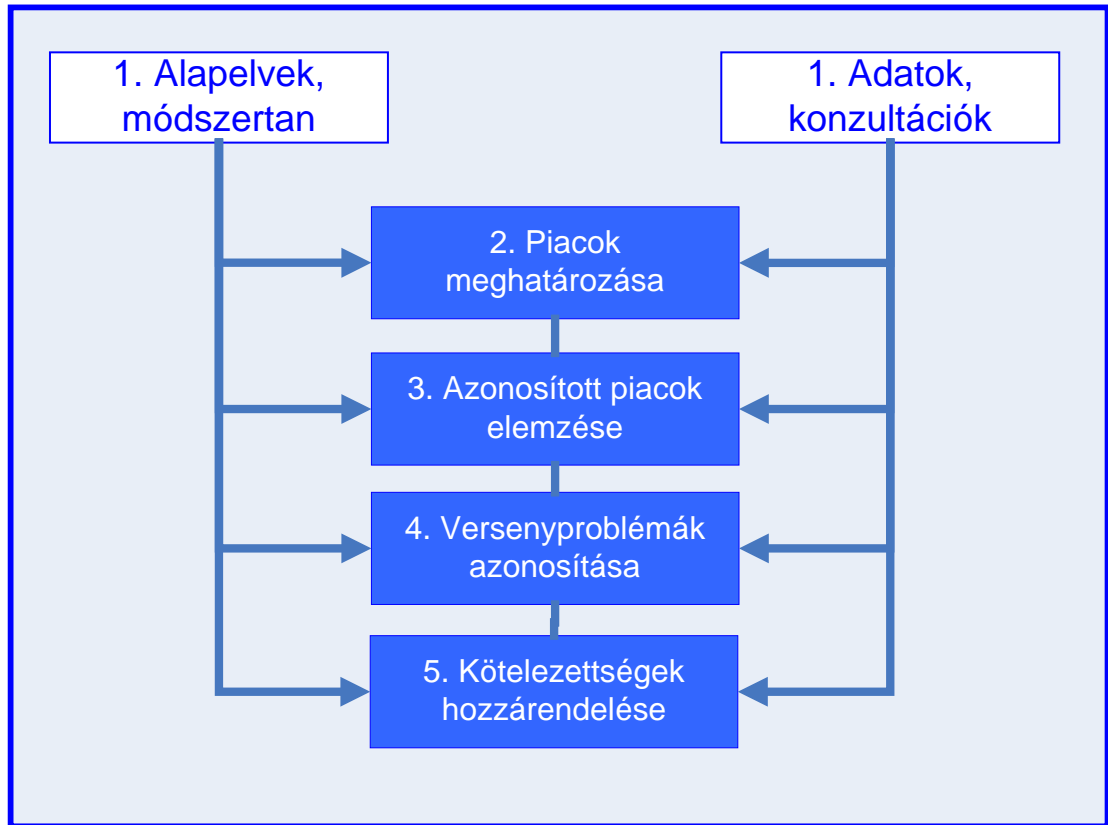 1. Alapelvek,
módszertan
1. Adatok,
konzultációk
2. Piacok
meghatározása
3. Azonosított piacok
elemzése
4. Versenyproblémák
azonosítása
5. Kötelezettségek
hozzárendelése